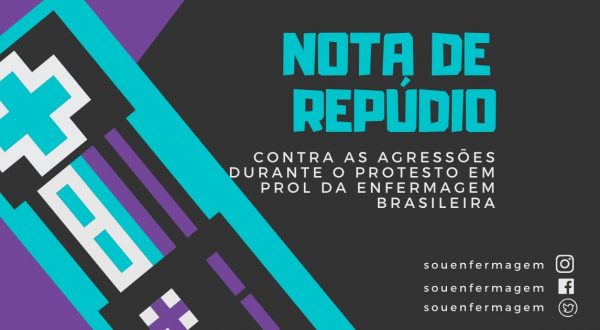 NOTA DE
REPÚDIO
CONTRA AS AGRESSÕES
DURANTE O PROTESTO EM
PROL DA ENFERMAGEM
BRASILEIRA
souenfermagem
souenfermagem
souenfermagem